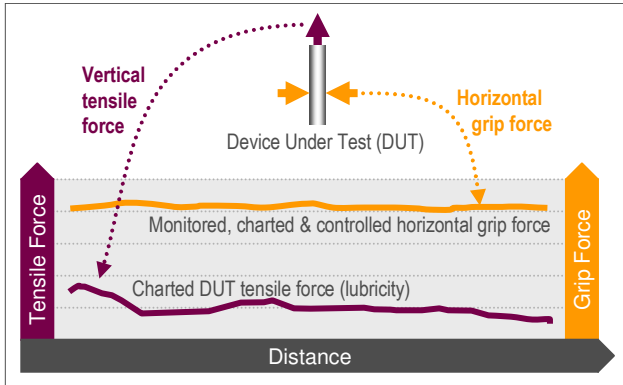 Vertical
tensile
force
Horizontal
grip force
Device Under Test (DUT)
Tensile Force
Monitored, charted & controlled horizontal grip force
Charted DUT tensile force (lubricity)
Grip Force
Distance